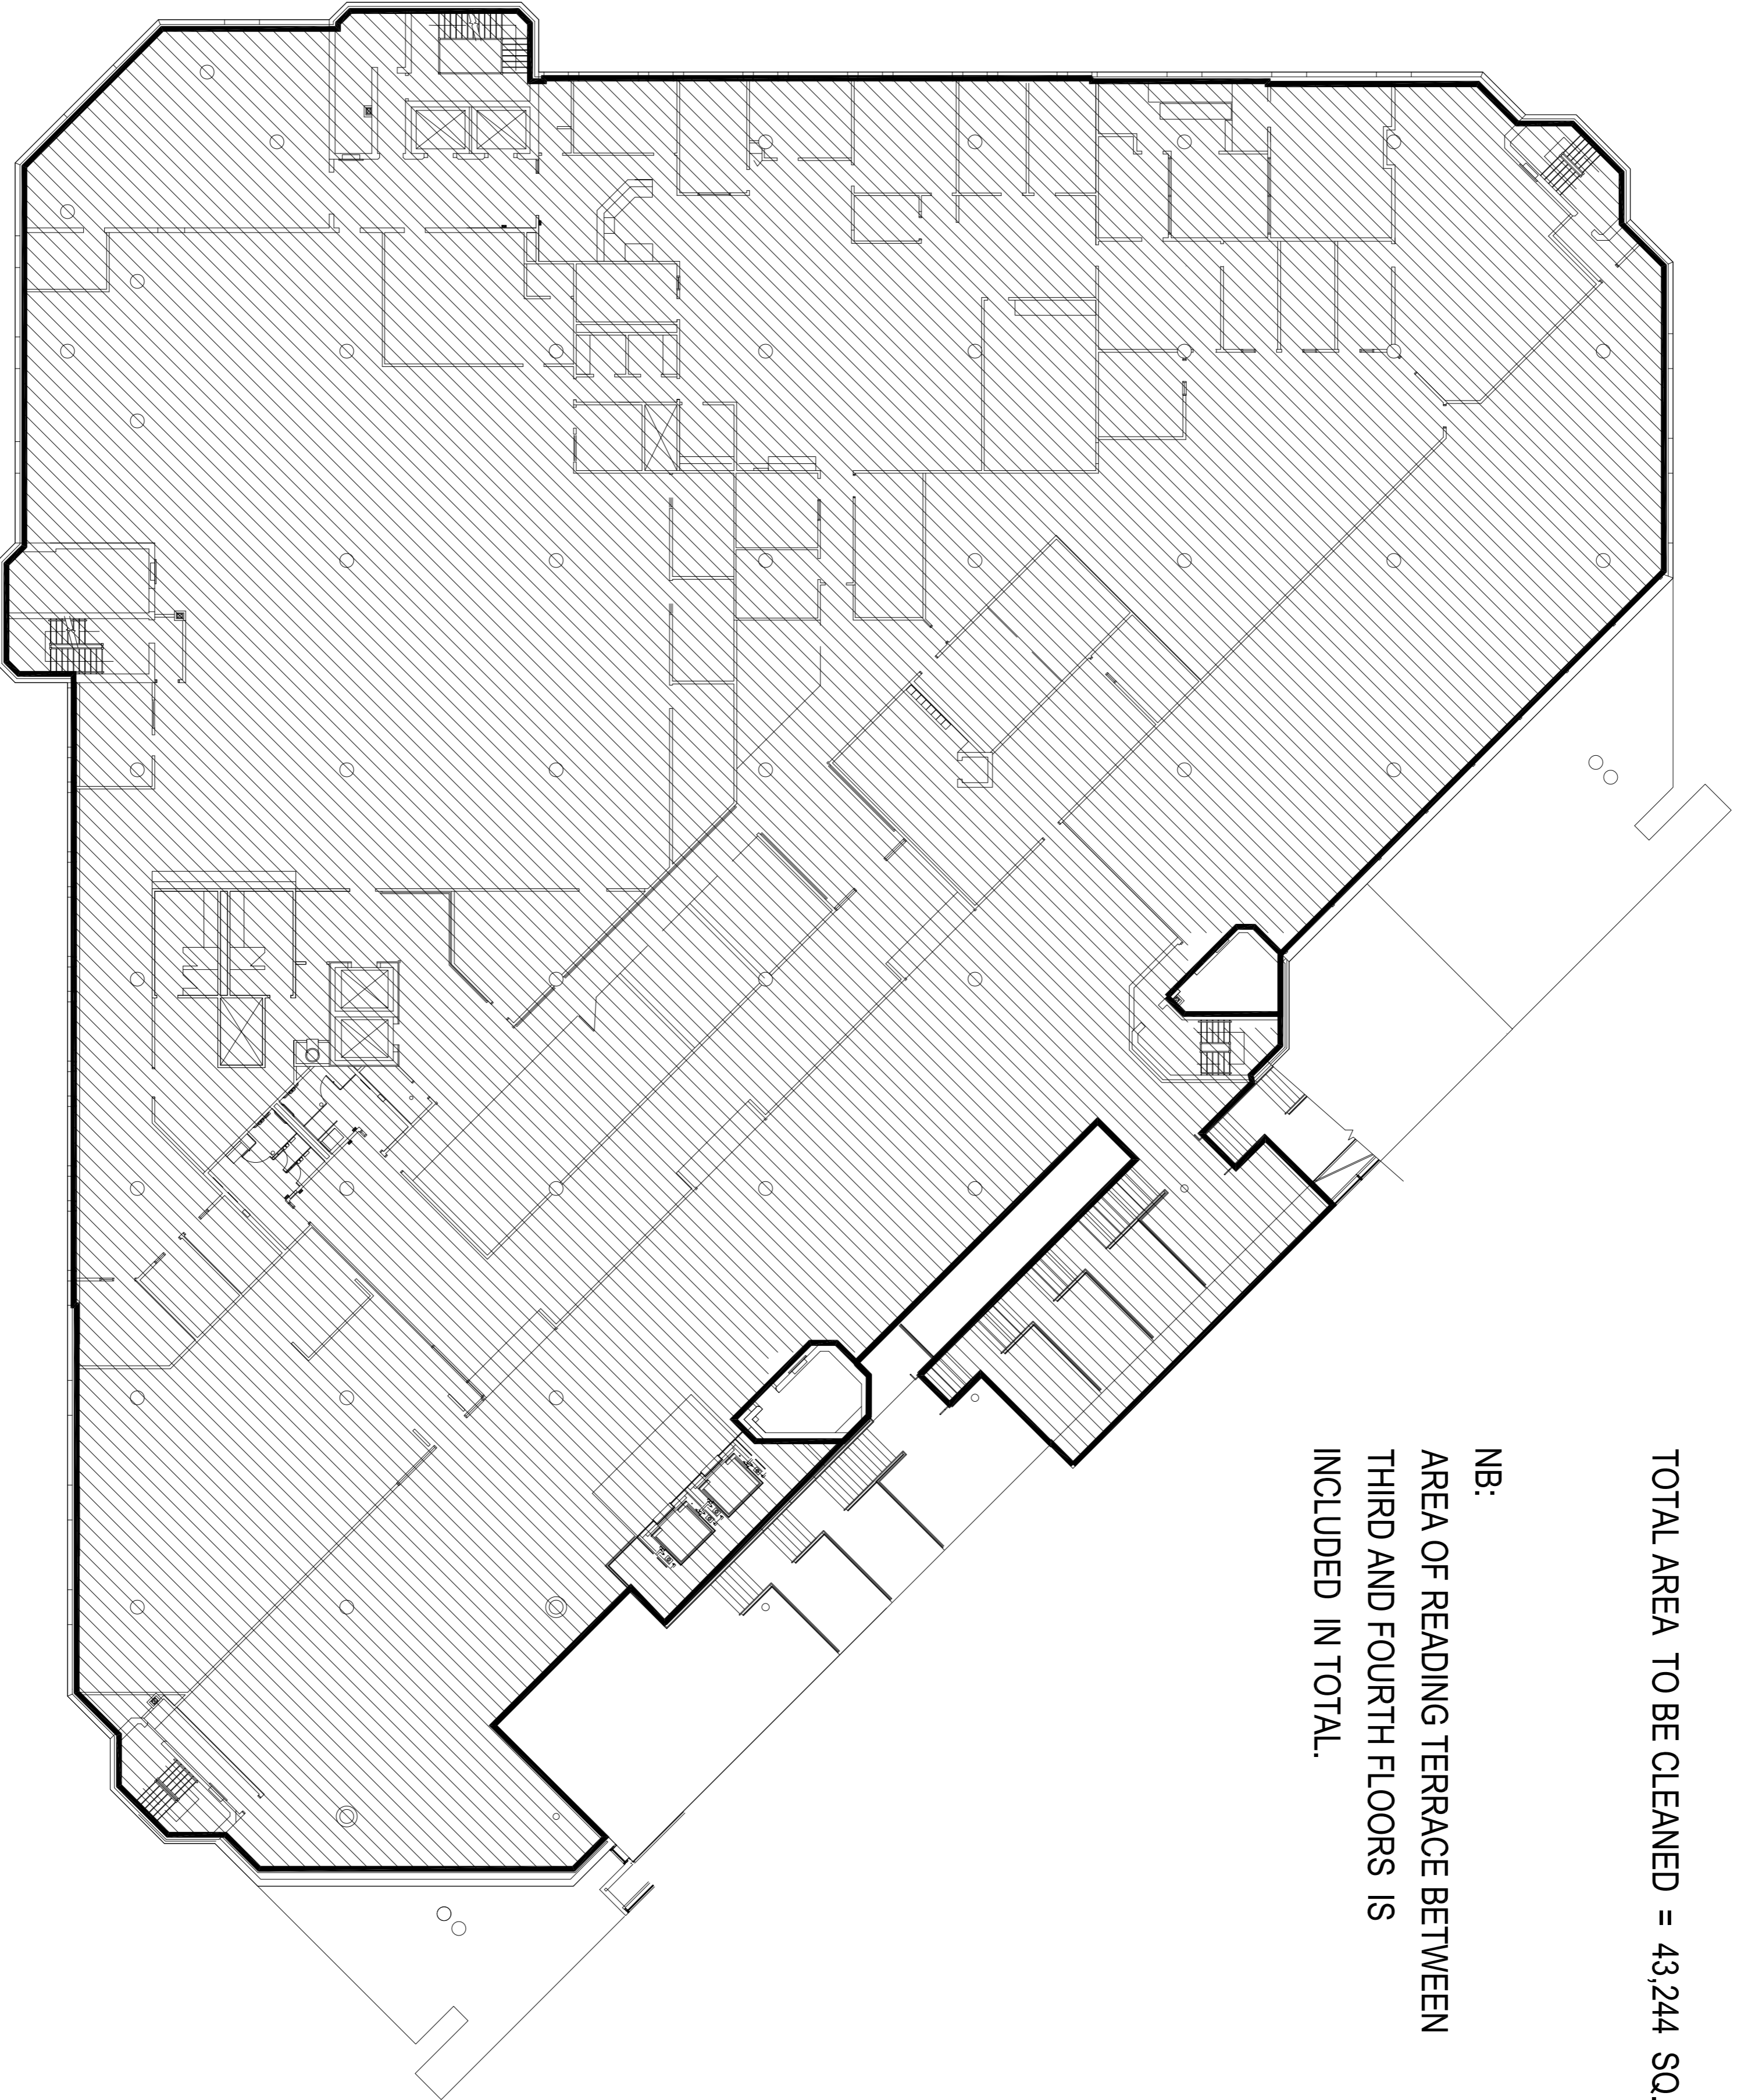 TOTAL AREA TO BE CLEANED = 43,244 SQ.
NB:
AREA OF READING TERRACE BETWEEN
THIRD AND FOURTH FLOORS IS
INCLUDED IN TOTAL.